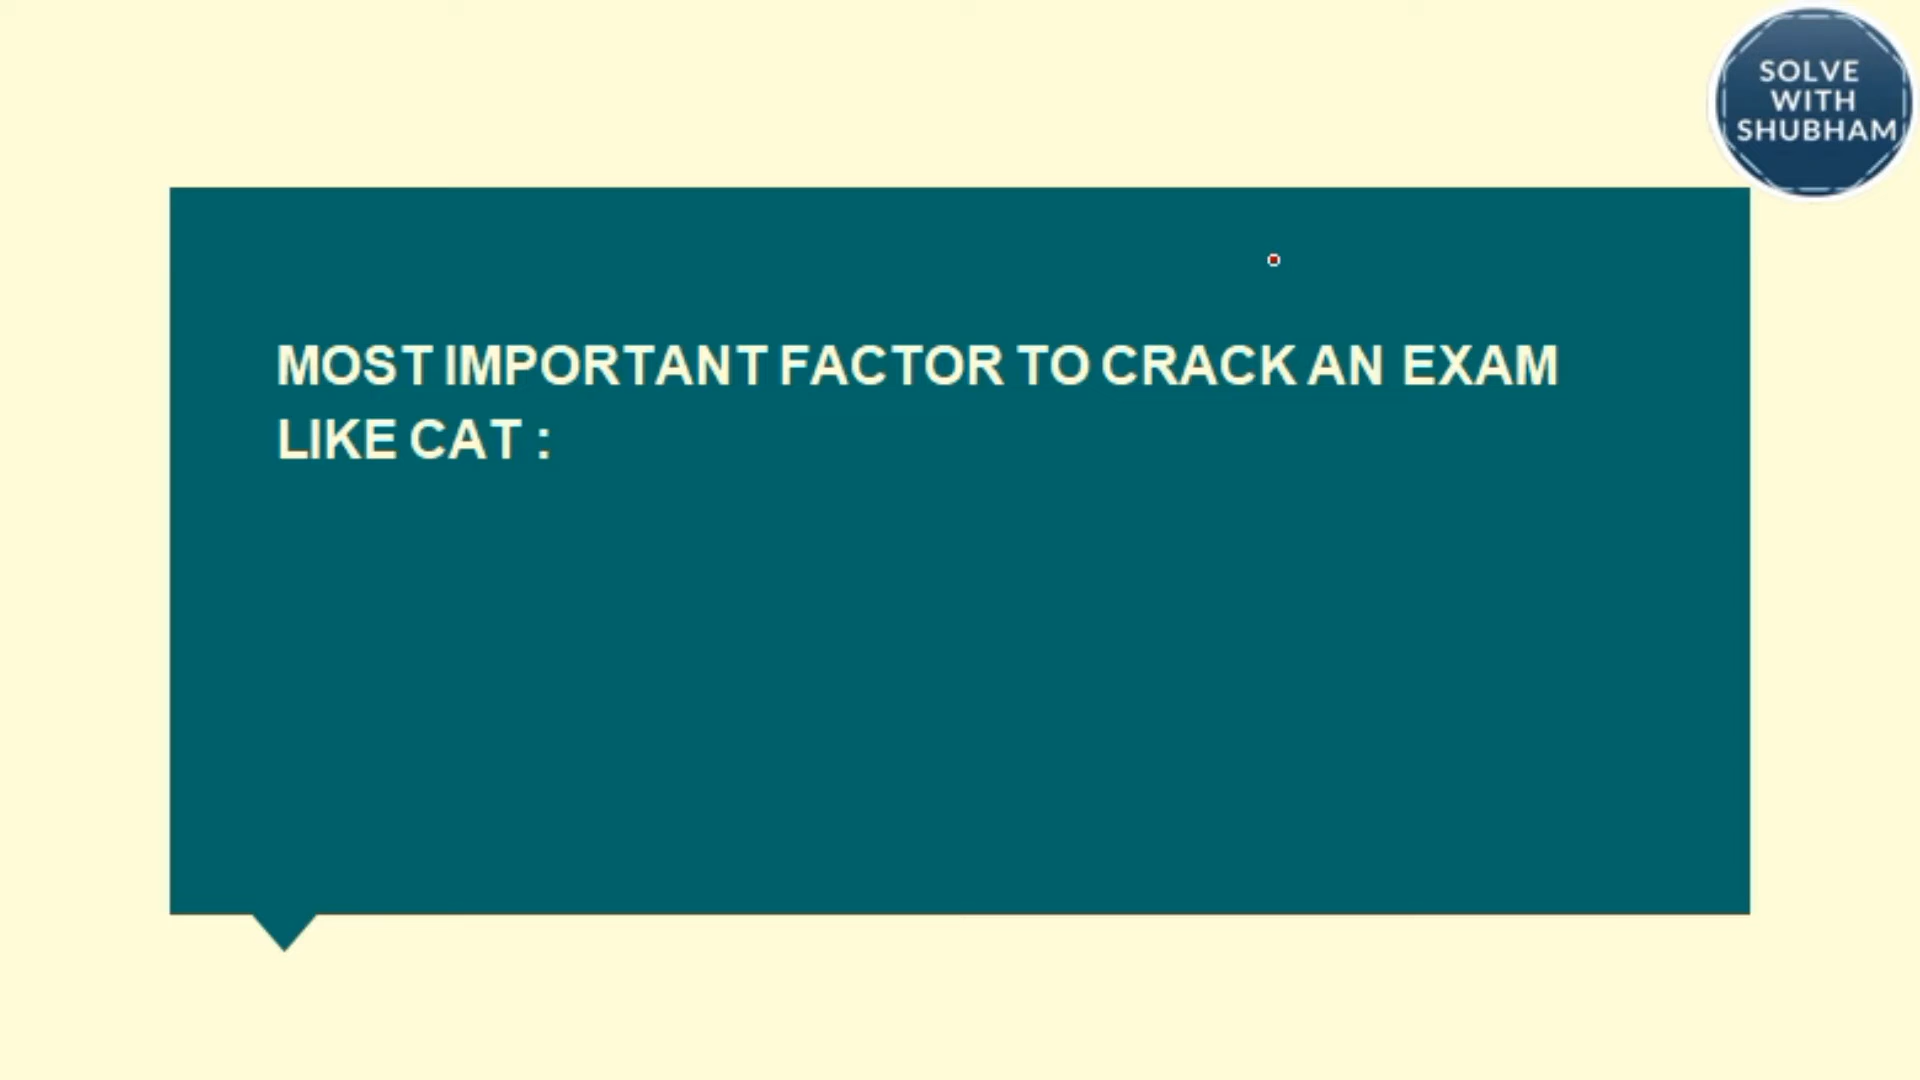 SOLVE
WITH
SHUBHAM
MOST IMPORTANT FACTOR TO CRACK AN EXAM
LIKE CAT :